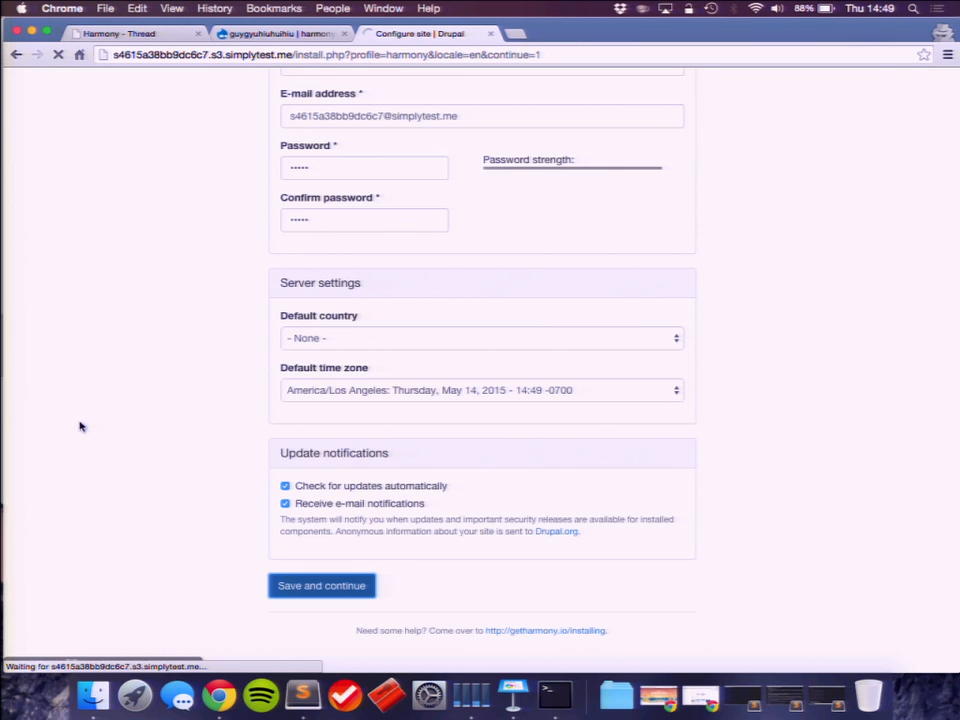 Chrome File Edit View History Bookmarks People Window Help 88% Thu 14:49
Harmony - Thread guygyuhiuhuihiu | harmony Configure site | Drupal
s4615a38bb9dc6c7.s3.simplytest.me/install.php?profile=harmony&locale=en&continue=1
E-mail address *
s4615a38bb9dc6c7@simplytest.me
Password *
Password strength:
•••••
Confirm password *
•••••
Server settings
Default country
- None -
Default time zone
America/Los Angeles: Thursday, May 14, 2015 - 14:49 -0700
Update notifications
Check for updates automatically
Receive e-mail notifications
The system will notify you when updates and important security releases are available for installed
components. Anonymous information about your site is sent to Drupal.org.
Save and continue
Need some help? Come over to http://getharmony.io/installing.
Waiting for s4615a38bb9dc6c7.s3.simplytest.me...